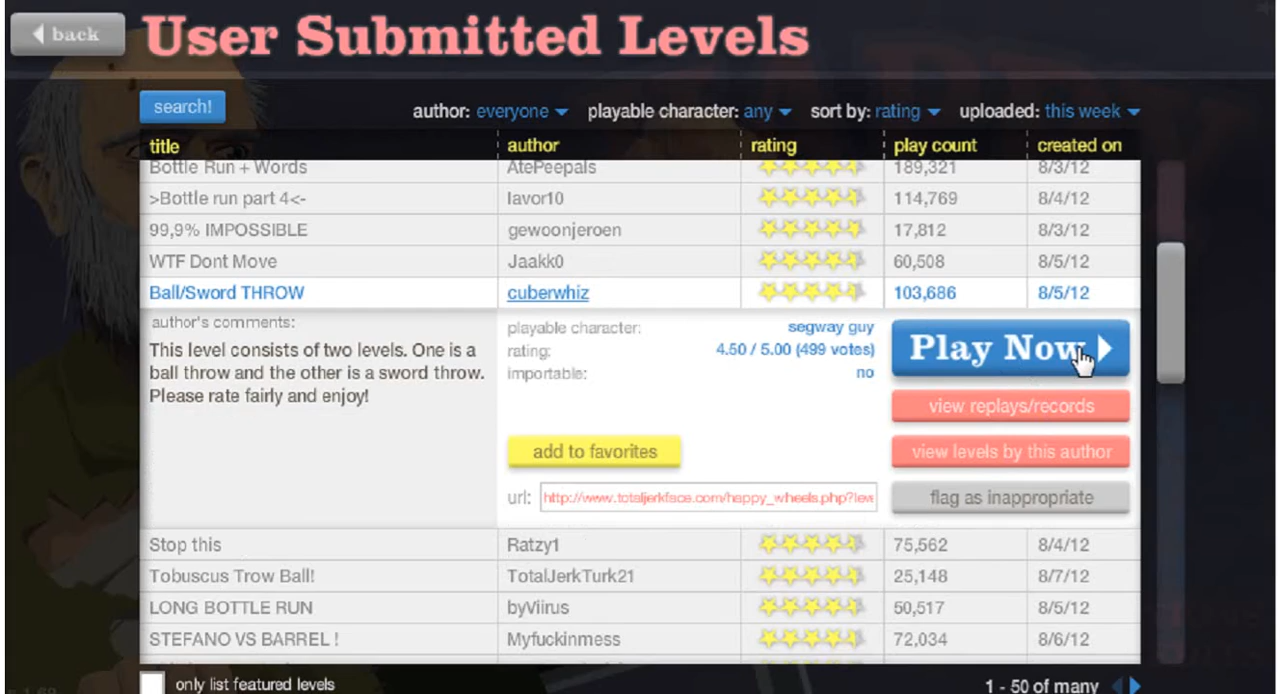 back
User Submitted Levels
search!
author: everyone playable character: any sort by: rating uploaded: this week
title author rating play count created on
Bottle Run + Words AtePeepals 189,321 8/3/12
>Bottle run part 4<- lavor10 114,769 8/4/12
99,9% IMPOSSIBLE gewoonjeroen 17,812 8/3/12
WTF Dont Move Jaakk0 60,508 8/5/12
Ball/Sword THROW cuberwhiz 103,686 8/5/12
author's comments:
This level consists of two levels. One is a
ball throw and the other is a sword throw.
Please rate fairly and enjoy!
playable character: segway guy
rating: 4.50 / 5.00 (499 votes)
importable: no
add to favorites
url: http://www.totaljerkface.com/happy_wheels.php?leve
Play Now
view replays/records
view levels by this author
flag as inappropriate
Stop this Ratzy1 75,562 8/4/12
Tobuscus Trow Ball! TotalJerkTurk21 25,148 8/7/12
LONG BOTTLE RUN byViirus 50,517 8/5/12
STEFANO VS BARREL ! Myfuckinmess 72,034 8/6/12
only list featured levels
1 - 50 of many